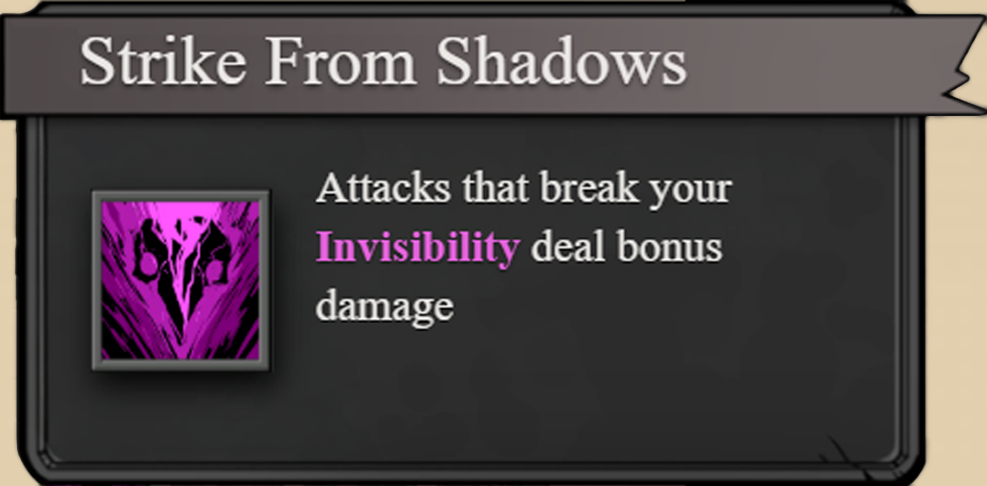 Strike From Shadows
Attacks that break your
Invisibility deal bonus
damage